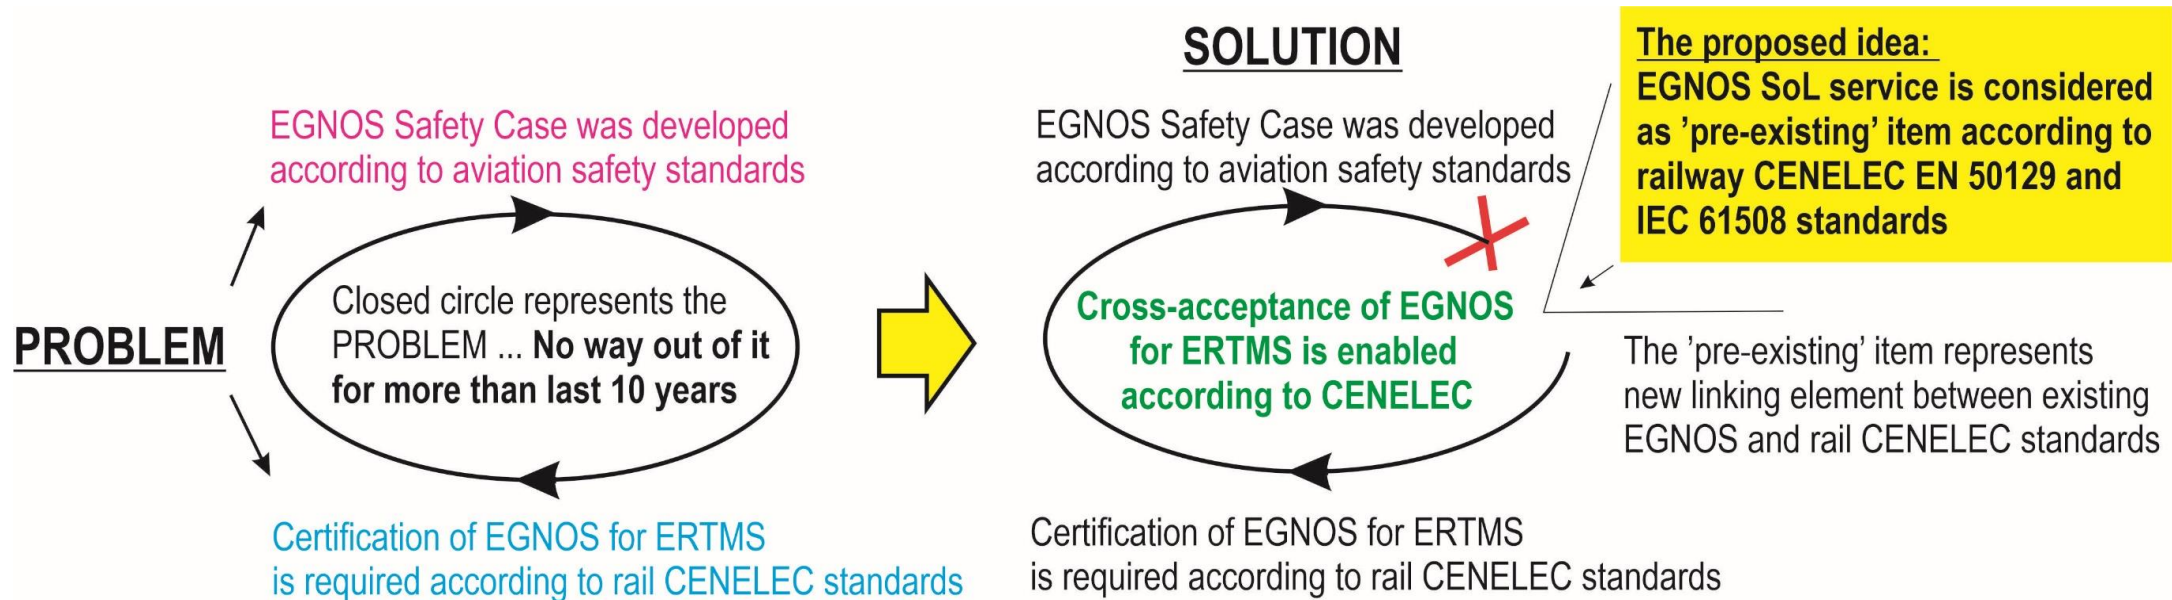 PROBLEM
EGNOS Safety Case was developed
according to aviation safety standards
Closed circle represents the
PROBLEM ... No way out of it
for more than last 10 years
Certification of EGNOS for ERTMS
is required according to rail CENELEC standards
SOLUTION
EGNOS Safety Case was developed
according to aviation safety standards
Cross-acceptance of EGNOS
for ERTMS is enabled
according to CENELEC
Certification of EGNOS for ERTMS
is required according to rail CENELEC standards
The proposed idea:
EGNOS SoL service is considered
as ’pre-existing’ item according to
railway CENELEC EN 50129 and
IEC 61508 standards
The ’pre-existing’ item represents
new linking element between existing
EGNOS and rail CENELEC standards